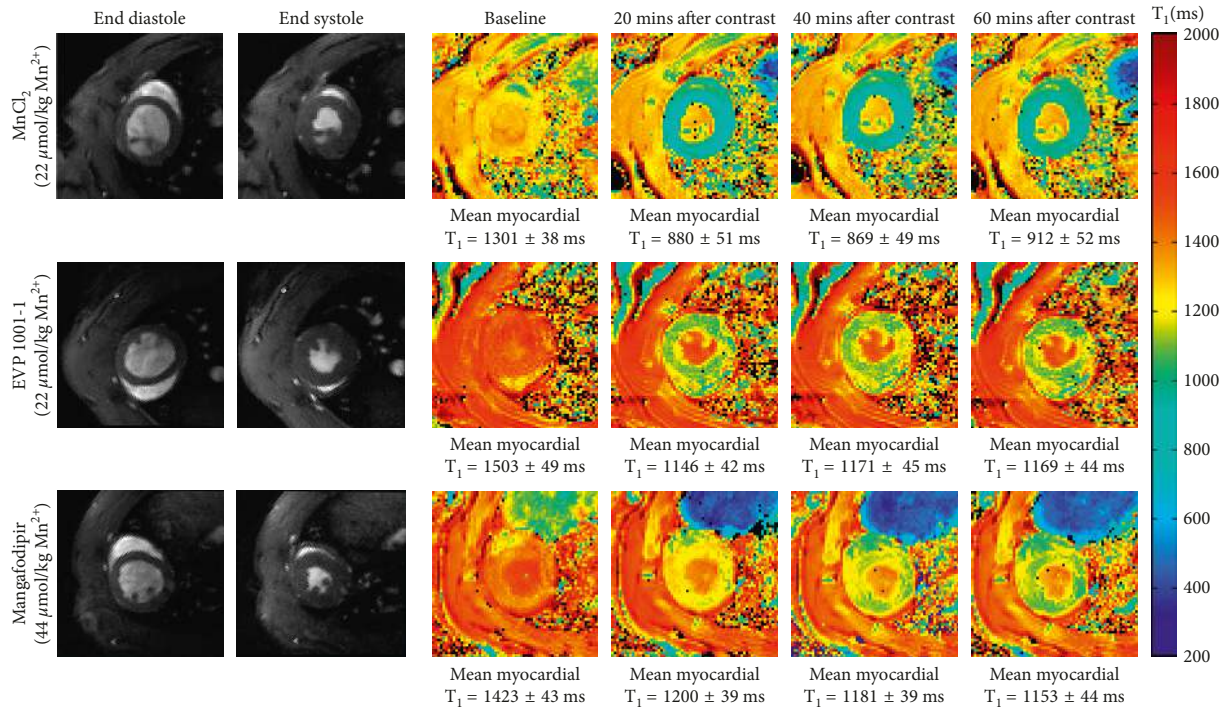 End diastole
End systole
Baseline
20 mins after contrast
40 mins after contrast
60 mins after contrast
T₁(ms)
MnCl₂
(22 μmol/kg Mn²⁺)
Mean myocardial
T₁ = 1301 ± 38 ms
Mean myocardial
T₁ = 880 ± 51 ms
Mean myocardial
T₁ = 869 ± 49 ms
Mean myocardial
T₁ = 912 ± 52 ms
EVP 1001-1
(22 μmol/kg Mn²⁺)
Mean myocardial
T₁ = 1503 ± 49 ms
Mean myocardial
T₁ = 1146 ± 42 ms
Mean myocardial
T₁ = 1171 ± 45 ms
Mean myocardial
T₁ = 1169 ± 44 ms
Mangafodipir
(44 μmol/kg Mn²⁺)
Mean myocardial
T₁ = 1423 ± 43 ms
Mean myocardial
T₁ = 1200 ± 39 ms
Mean myocardial
T₁ = 1181 ± 39 ms
Mean myocardial
T₁ = 1153 ± 44 ms
2000
1800
1600
1400
1200
1000
800
600
400
200